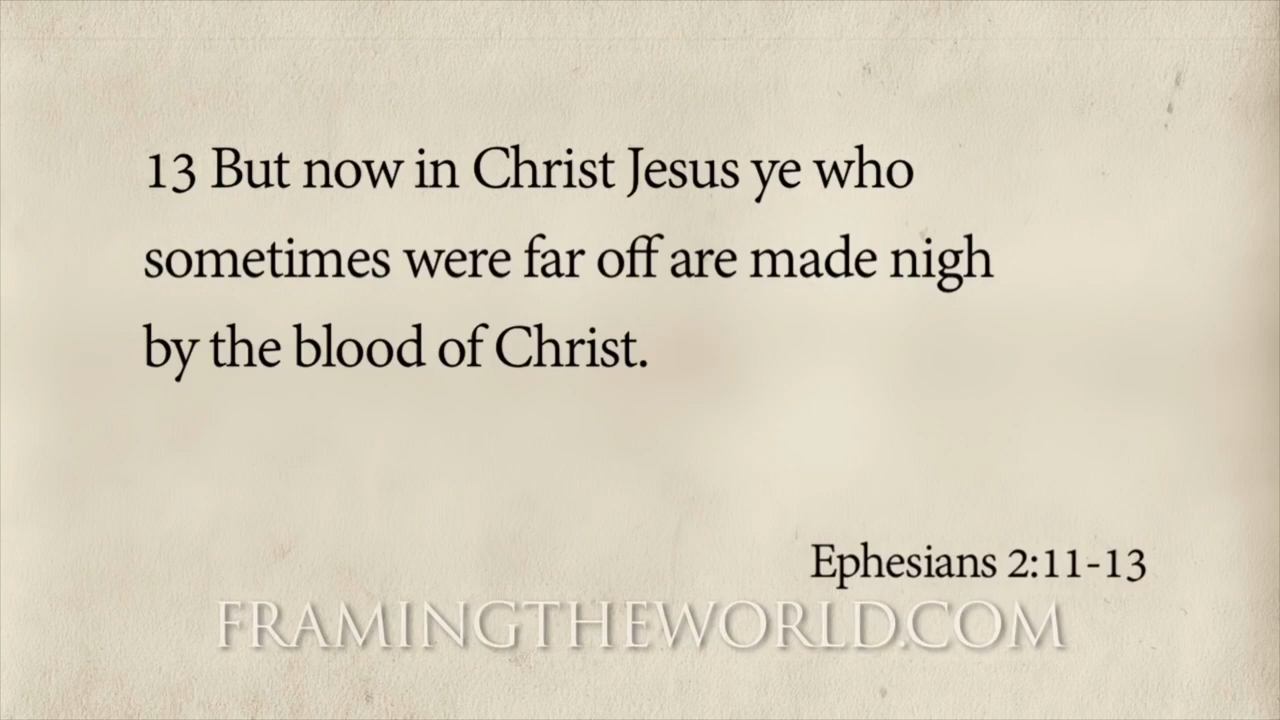 13 But now in Christ Jesus ye who
sometimes were far off are made nigh
by the blood of Christ.
Ephesians 2:11-13
FRAMINGTHEWORLD.COM